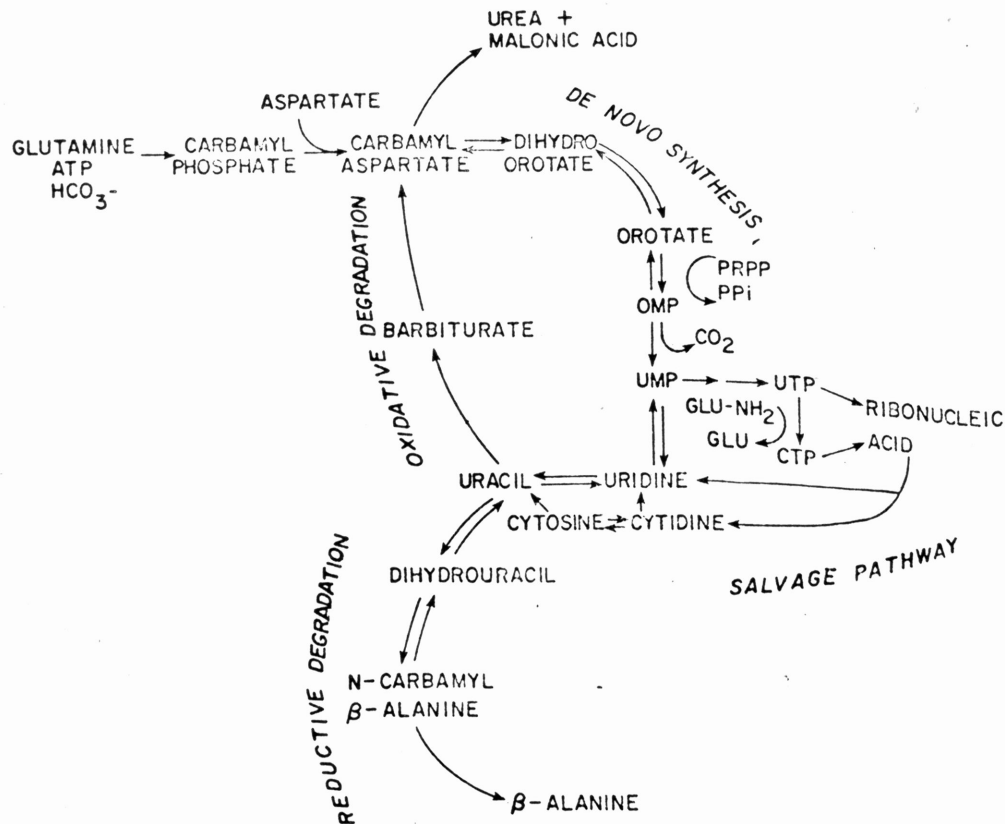 UREA +
MALONIC ACID
DE NOVO SYNTHESIS
ASPARTATE
GLUTAMINE
ATP
HCO₃-
CARBAMYL
PHOSPHATE
CARBAMYL
ASPARTATE
DIHYDRO
OROTATE
OXIDATIVE DEGRADATION
OROTATE
PRPP
PPi
OMP
CO₂
BARBITURATE
UMP
UTP
RIBONUCLEIC
ACID
GLU-NH₂
GLU
CTP
URACIL
URIDINE
CYTOSINE
CYTIDINE
SALVAGE PATHWAY
REDUCTIVE DEGRADATION
DIHYDROURACIL
N-CARBAMYL
β-ALANINE
β-ALANINE